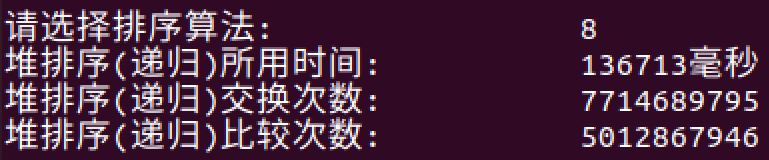 请选择排序算法: 8
堆排序(递归)所用时间: 136713毫秒
堆排序(递归)交换次数: 7714689795
堆排序(递归)比较次数: 5012867946